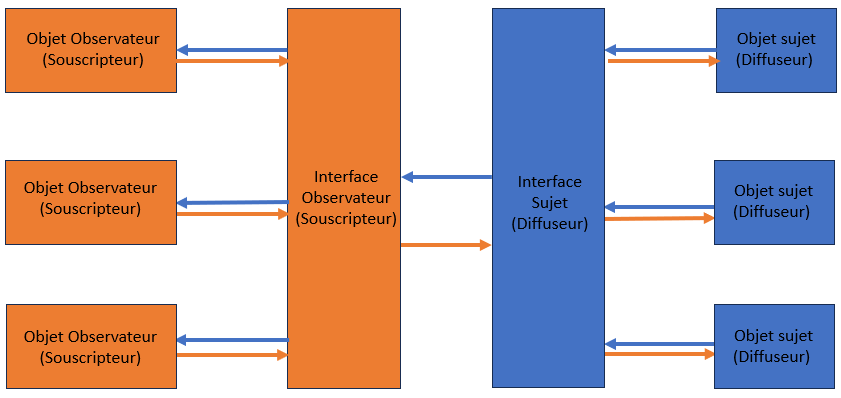 Objet Observateur
(Souscripteur)
Objet Observateur
(Souscripteur)
Objet Observateur
(Souscripteur)
Interface
Observateur
(Souscripteur)
Interface
Sujet
(Diffuseur)
Objet sujet
(Diffuseur)
Objet sujet
(Diffuseur)
Objet sujet
(Diffuseur)